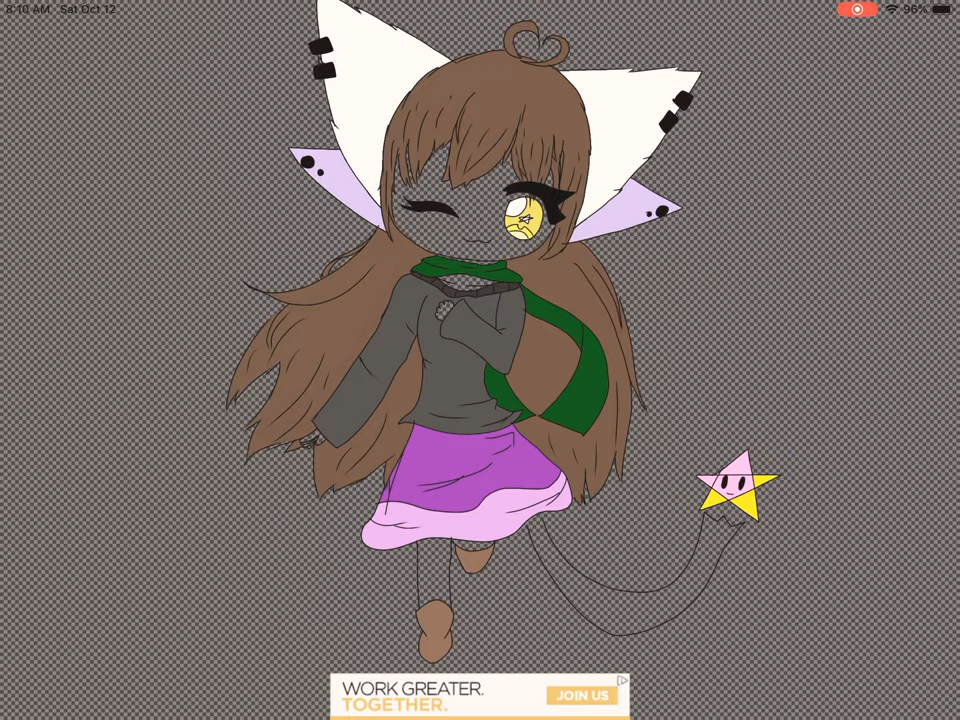 8:10 AM Sat Oct 12
96%
WORK GREATER.
TOGETHER.
JOIN US